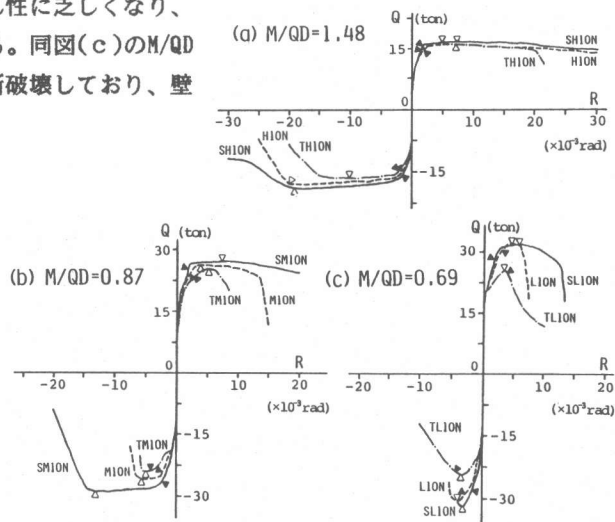 ん性に乏しくなり、
る。同図(c)のM/QD
断破壊しており、壁
(a) M/QD=1.48
Q (ton)
15
0
-15
SH10N
TH10N
H10N
R
-30 -20 -10 0 10 20 30
(×10⁻³rad)
H10N
TH10N
SH10N
(b) M/QD=0.87
Q (ton)
30
15
0
-15
-30
SM10N
TM10N
M10N
R
-20 -10 10 20
(×10⁻³rad)
TM10N
M10N
SM10N
(c) M/QD=0.69
Q (ton)
30
15
0
-15
-30
L10N
SL10N
TL10N
R
-20 -10 10 20
(×10⁻³rad)
TL10N
L10N
SL10N